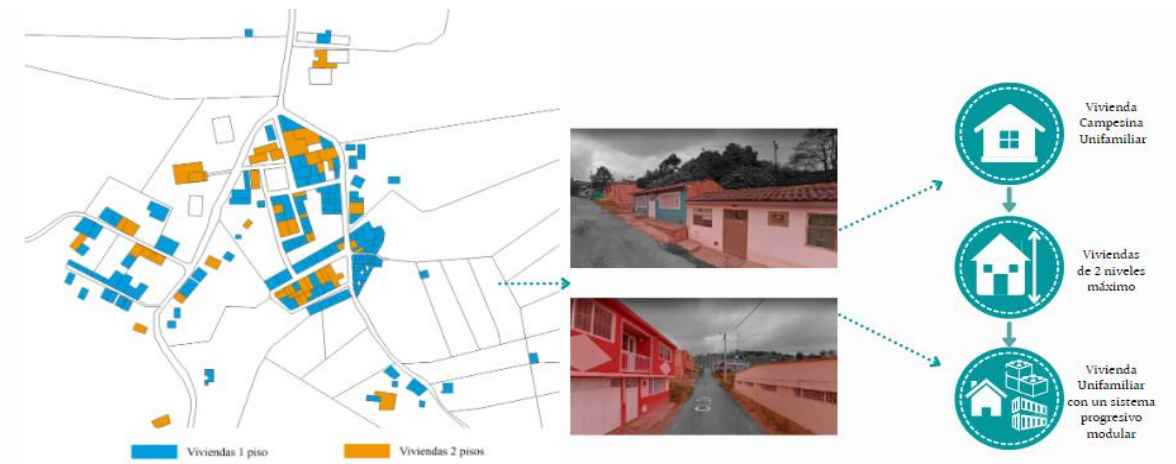 Vivienda
Campesina
Unifamiliar
Viviendas
de 2 niveles
máximo
Vivienda
Unifamiliar
con un sistema
progresivo
modular
Viviendas 1 piso
Viviendas 2 pisos